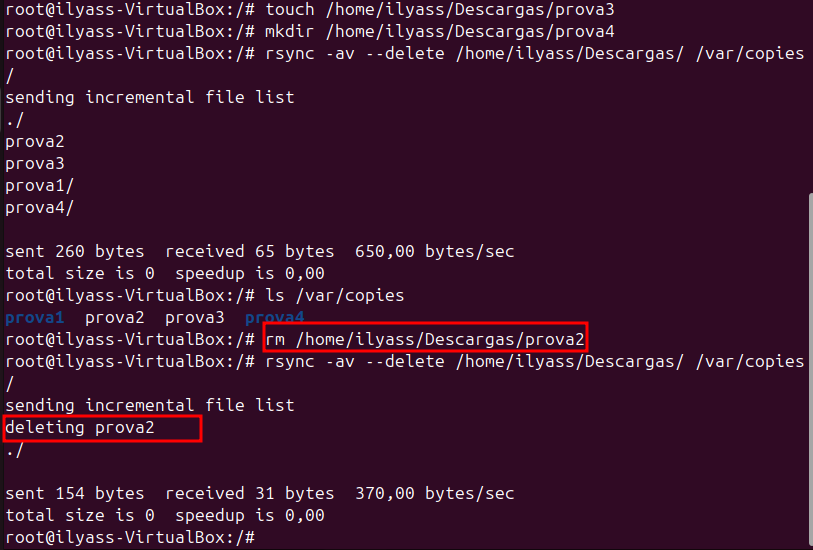 root@ilyass-VirtualBox:/# touch /home/ilyass/Descargas/prova3
root@ilyass-VirtualBox:/# mkdir /home/ilyass/Descargas/prova4
root@ilyass-VirtualBox:/# rsync -av --delete /home/ilyass/Descargas/ /var/copies
/
sending incremental file list
./
prova2
prova3
prova1/
prova4/
sent 260 bytes  received 65 bytes  650,00 bytes/sec
total size is 0  speedup is 0,00
root@ilyass-VirtualBox:/# ls /var/copies
prova1  prova2  prova3  prova4
root@ilyass-VirtualBox:/# rm /home/ilyass/Descargas/prova2
root@ilyass-VirtualBox:/# rsync -av --delete /home/ilyass/Descargas/ /var/copies
/
sending incremental file list
deleting prova2
./
sent 154 bytes  received 31 bytes  370,00 bytes/sec
total size is 0  speedup is 0,00
root@ilyass-VirtualBox:/#